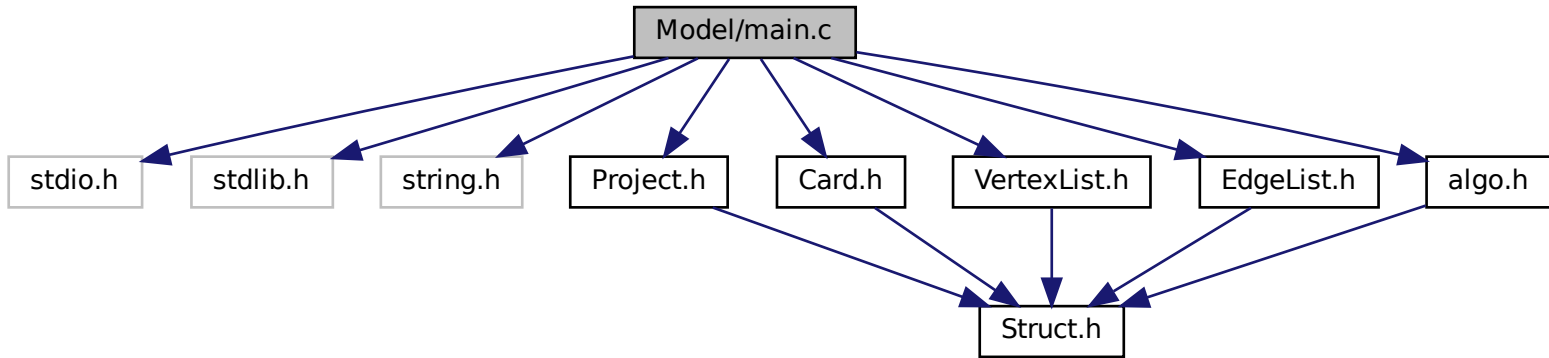 Model/main.c
stdio.h
stdlib.h
string.h
Project.h
Card.h
VertexList.h
EdgeList.h
algo.h
Struct.h